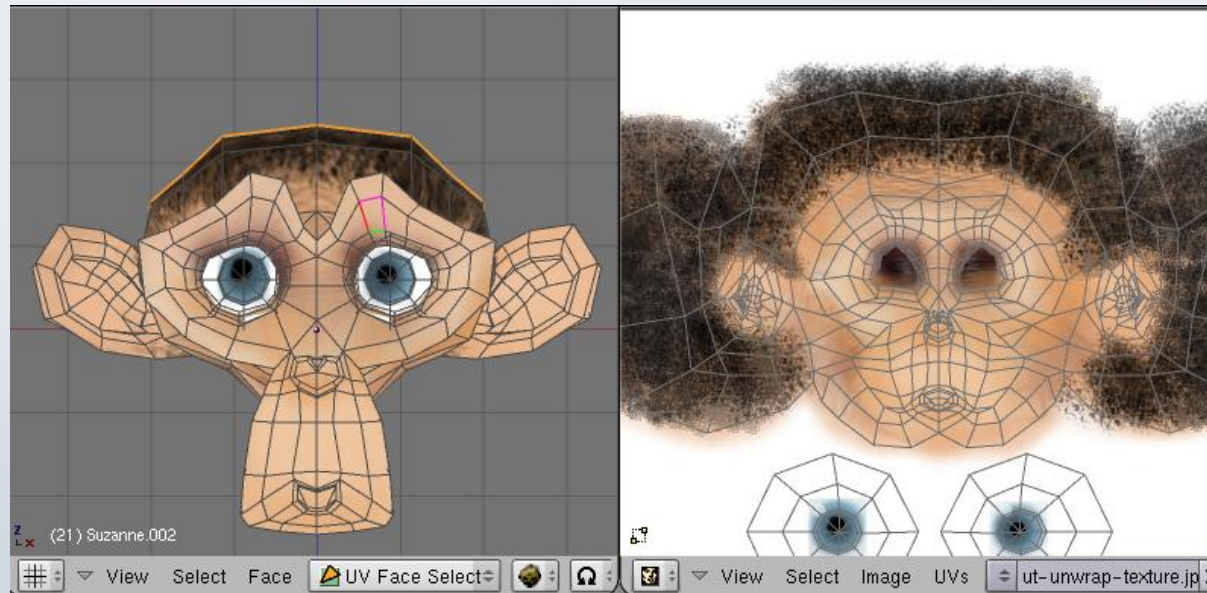 z
x
(21) Suzanne.002
View Select Face UV Face Select
View Select Image UVs ut-unwrap-texture.jp